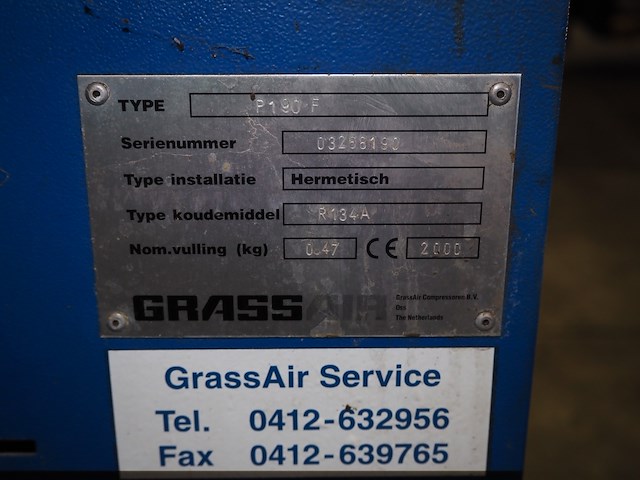 TYPE P190 F
Serienummer 03268190
Type installatie Hermetisch
Type koudemiddel R134A
Nom.vulling (kg) 0.47 CE 2000
GRASSAIR
GrassAir Compressoren B.V.
Oss
The Netherlands
GrassAir Service
Tel. 0412-632956
Fax 0412-639765